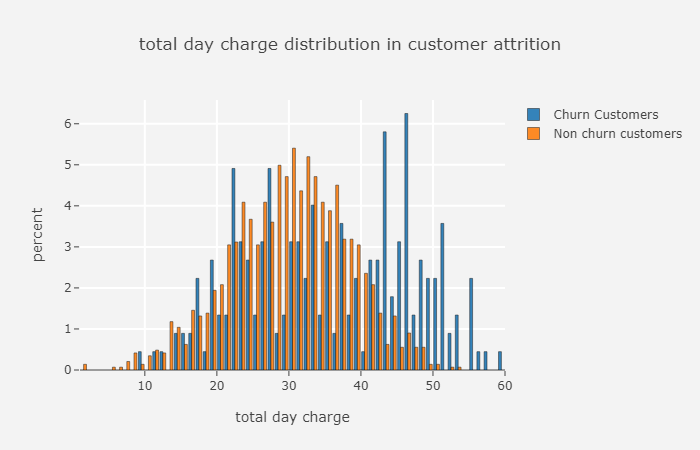 total day charge distribution in customer attrition
Churn Customers
Non churn customers
6
5
4
3
2
1
0
percent
10
20
30
40
50
60
total day charge